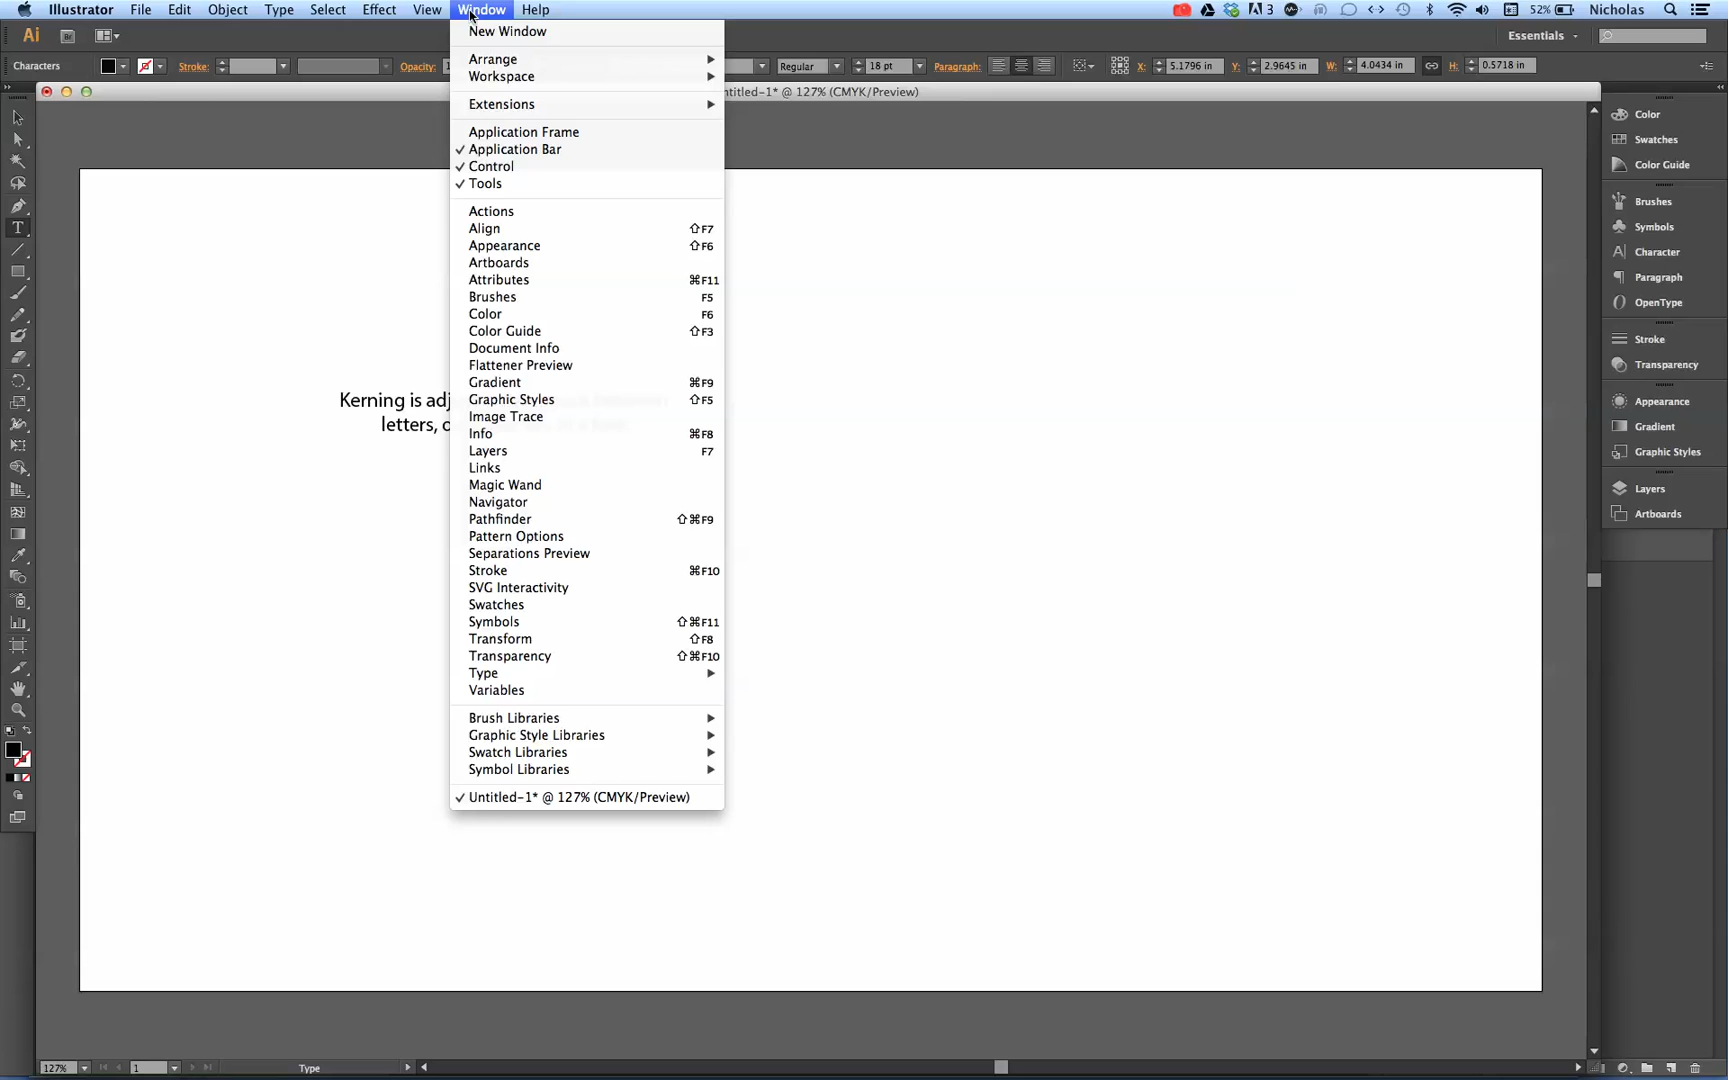 Illustrator File Edit Object Type Select Effect View Window Help 3 52% Nicholas
Ai Br Essentials
Characters Stroke: Opacity: Regular 18 pt Paragraph: X: 5.1796 in Y: 2.9645 in W: 4.0434 in H: 0.5718 in
ntitled-1* @ 127% (CMYK/Preview)
New Window
Arrange
Workspace
Extensions
Application Frame
Application Bar
Control
Tools
Actions
Align ⇧F7
Appearance ⇧F6
Artboards
Attributes ⌘F11
Brushes F5
Color F6
Color Guide ⇧F3
Document Info
Flattener Preview
Gradient ⌘F9
Graphic Styles ⇧F5
Image Trace
Info ⌘F8
Layers F7
Links
Magic Wand
Navigator
Pathfinder ⇧⌘F9
Pattern Options
Separations Preview
Stroke ⌘F10
SVG Interactivity
Swatches
Symbols ⇧⌘F11
Transform ⇧F8
Transparency ⇧⌘F10
Type
Variables
Brush Libraries
Graphic Style Libraries
Swatch Libraries
Symbol Libraries
Untitled-1* @ 127% (CMYK/Preview)
Kerning is adj
letters, o
Color
Swatches
Color Guide
Brushes
Symbols
Character
Paragraph
OpenType
Stroke
Transparency
Appearance
Gradient
Graphic Styles
Layers
Artboards
127% 1 Type